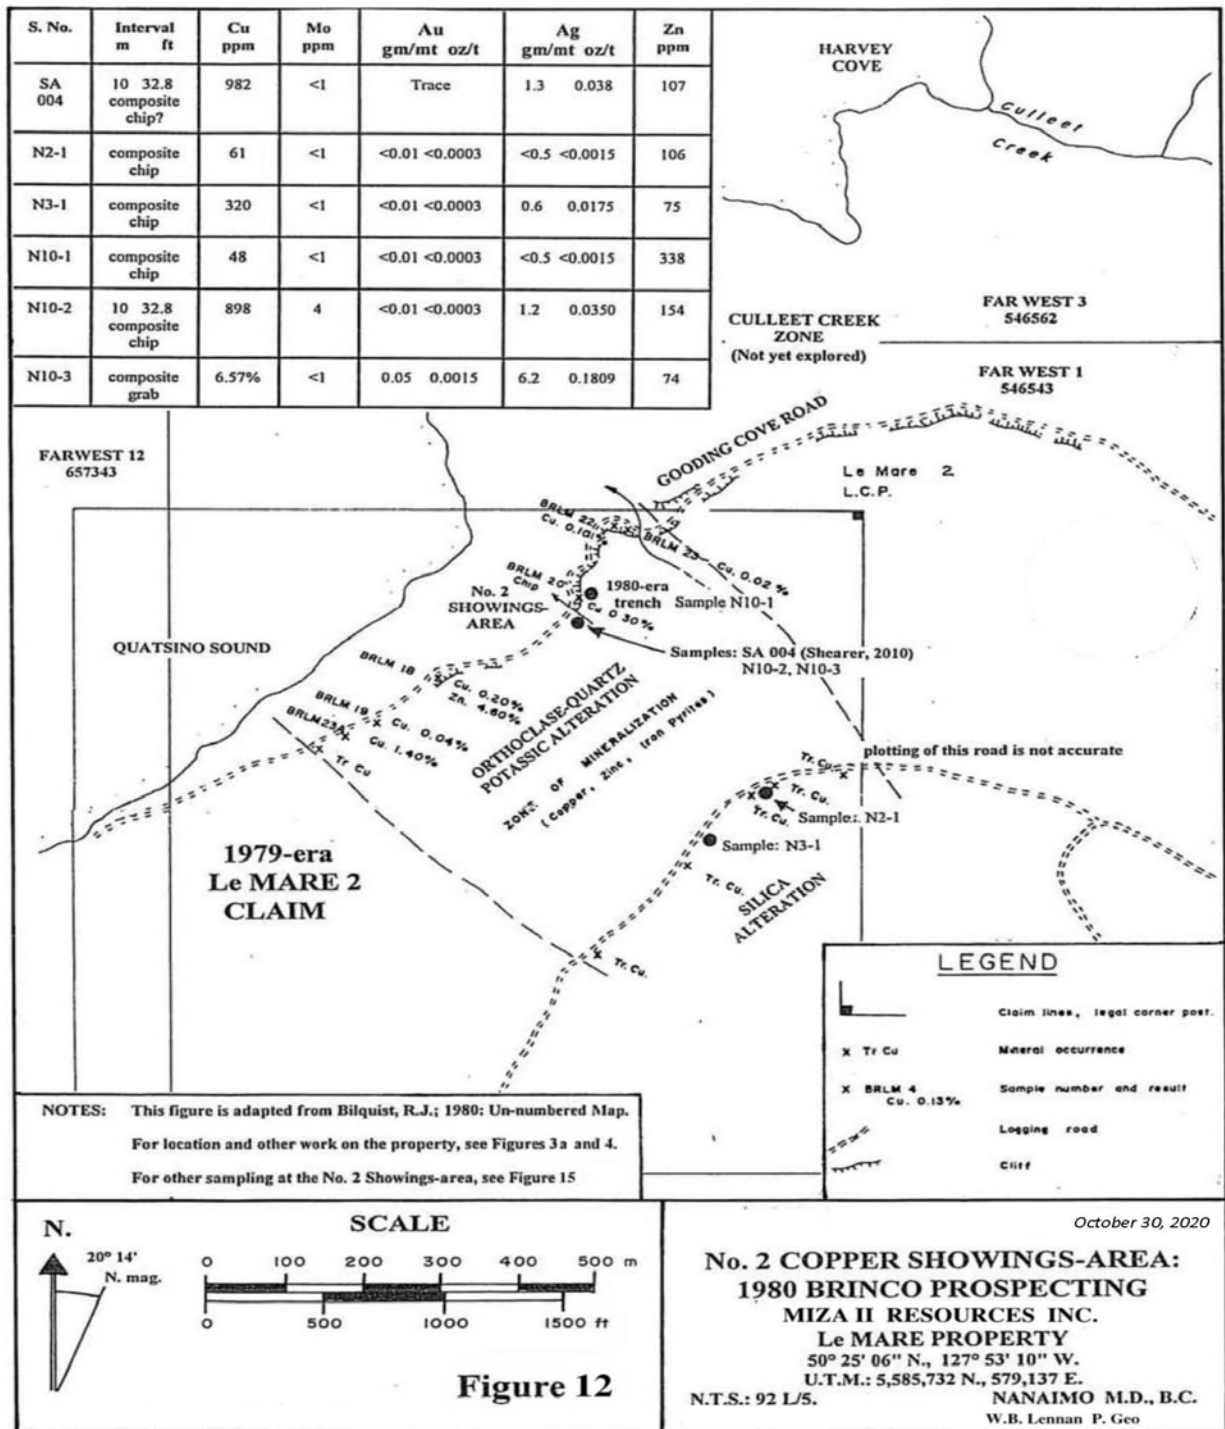 S. No. Interval Cu Mo Au Ag Zn
m ft ppm ppm gm/mt oz/t gm/mt oz/t ppm
SA 10 32.8 982 <1 Trace 1.3 0.038 107
004 composite
chip?
N2-1 composite 61 <1 <0.01 <0.0003 <0.5 <0.0015 106
chip
N3-1 composite 320 <1 <0.01 <0.0003 0.6 0.0175 75
chip
N10-1 composite 48 <1 <0.01 <0.0003 <0.5 <0.0015 338
chip
N10-2 10 32.8 898 4 <0.01 <0.0003 1.2 0.0350 154
composite
chip
N10-3 composite 6.57% <1 0.05 0.0015 6.2 0.1809 74
grab
HARVEY
COVE
Culleet
Creek
FAR WEST 3
546562
CULLEET CREEK
ZONE
(Not yet explored)
FAR WEST 1
546543
FARWEST 12
657343
GOODING COVE ROAD
Le Mare 2
L.C.P.
BRLM 22
Cu. 0.101%
BRLM 23
Cu. 0.02%
BRLM 20
Chip
Cu 0.30%
1980-era
trench
Sample N10-1
No. 2
SHOWINGS-
AREA
Samples: SA 004 (Shearer, 2010)
N10-2, N10-3
QUATSINO SOUND
BRLM 18
Cu. 0.20%
Zn. 4.60%
BRLM 19
Cu. 0.04%
BRLM23A
Cu. 1.40%
Tr Cu
ORTHOCLASE-QUARTZ
POTASSIC ALTERATION
ZONE OF MINERALIZATION
( Copper, Zinc, Iron Pyrites )
plotting of this road is not accurate
Tr. Cu.
Tr. Cu.
Tr. Cu.
Sample: N2-1
Sample: N3-1
Tr. Cu.
SILICA
ALTERATION
Tr. Cu.
1979-era
Le MARE 2
CLAIM
LEGEND
Claim lines, legal corner post.
x Tr Cu Mineral occurrence
x BRLM 4 Sample number and result
Cu. 0.13%
Logging road
Cliff
NOTES: This figure is adapted from Bilquist, R.J.; 1980: Un-numbered Map.
For location and other work on the property, see Figures 3a and 4.
For other sampling at the No. 2 Showings-area, see Figure 15
N.
20° 14'
N. mag.
SCALE
0 100 200 300 400 500 m
0 500 1000 1500 ft
Figure 12
October 30, 2020
No. 2 COPPER SHOWINGS-AREA:
1980 BRINCO PROSPECTING
MIZA II RESOURCES INC.
Le MARE PROPERTY
50° 25' 06" N., 127° 53' 10" W.
U.T.M.: 5,585,732 N., 579,137 E.
N.T.S.: 92 L/5. NANAIMO M.D., B.C.
W.B. Lennan P. Geo